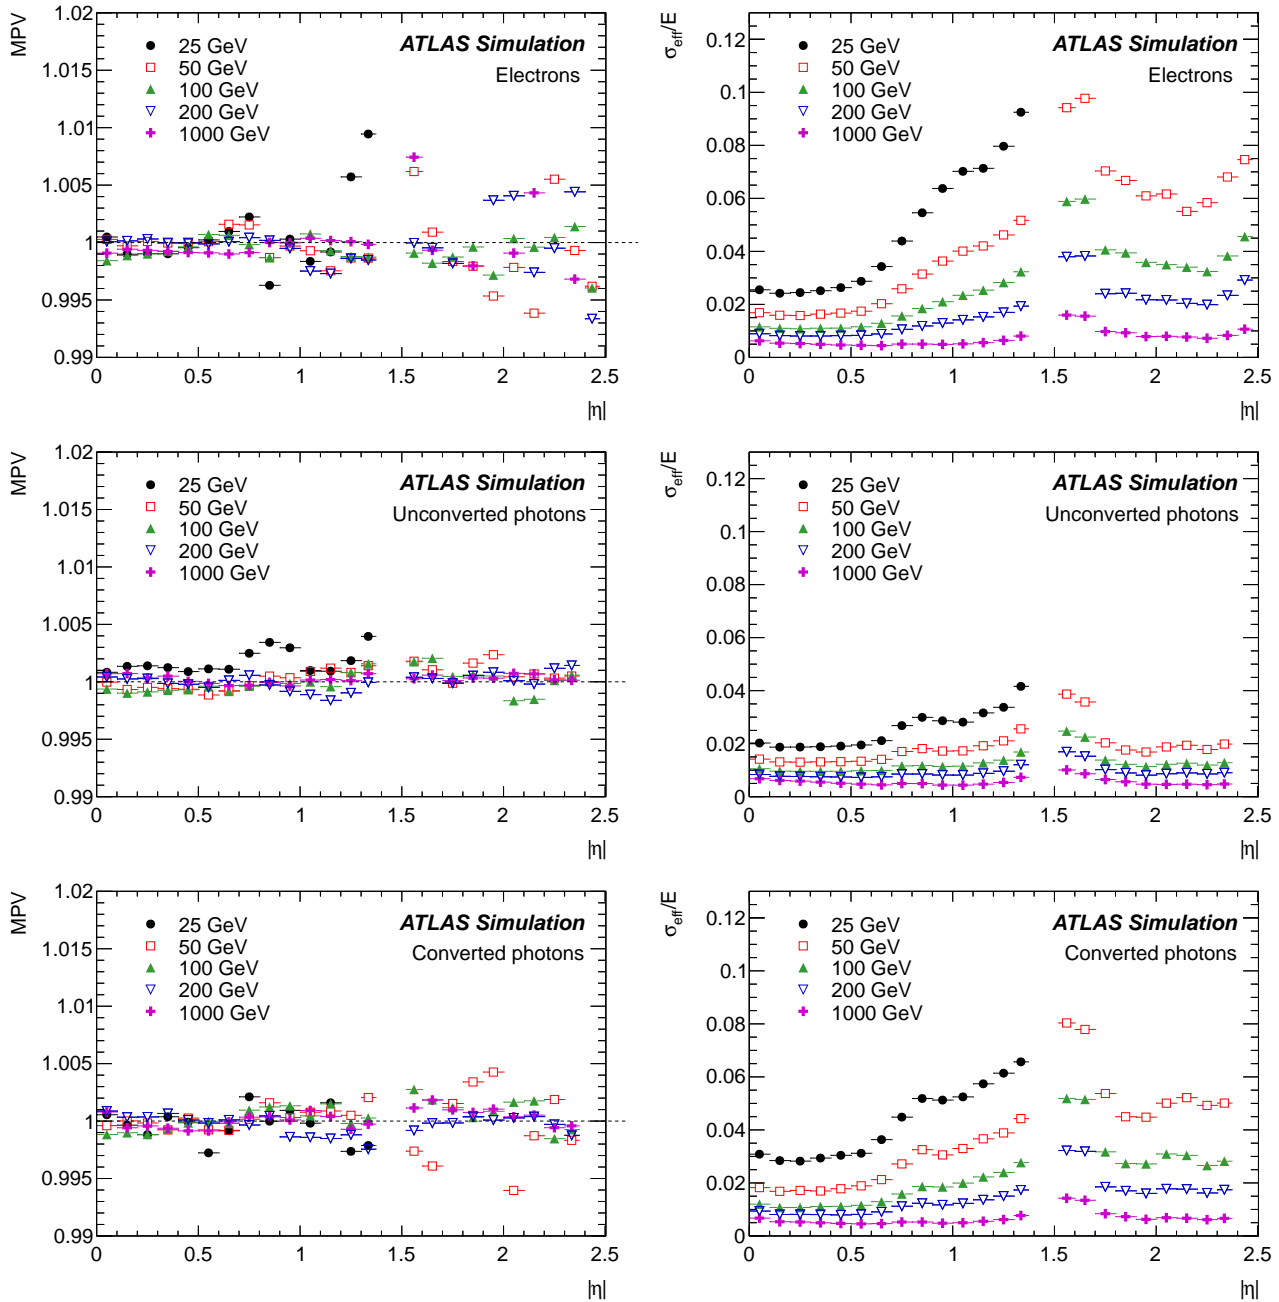 MPV
1.02
1.015
1.01
1.005
1
0.995
0.99
25 GeV
50 GeV
100 GeV
200 GeV
1000 GeV
ATLAS Simulation
Electrons
0 0.5 1 1.5 2 2.5
|η|
σeff/E
0.12
0.1
0.08
0.06
0.04
0.02
0
25 GeV
50 GeV
100 GeV
200 GeV
1000 GeV
ATLAS Simulation
Electrons
0 0.5 1 1.5 2 2.5
|η|
MPV
1.02
1.015
1.01
1.005
1
0.995
0.99
25 GeV
50 GeV
100 GeV
200 GeV
1000 GeV
ATLAS Simulation
Unconverted photons
0 0.5 1 1.5 2 2.5
|η|
σeff/E
0.12
0.1
0.08
0.06
0.04
0.02
0
25 GeV
50 GeV
100 GeV
200 GeV
1000 GeV
ATLAS Simulation
Unconverted photons
0 0.5 1 1.5 2 2.5
|η|
MPV
1.02
1.015
1.01
1.005
1
0.995
0.99
25 GeV
50 GeV
100 GeV
200 GeV
1000 GeV
ATLAS Simulation
Converted photons
0 0.5 1 1.5 2 2.5
|η|
σeff/E
0.12
0.1
0.08
0.06
0.04
0.02
0
25 GeV
50 GeV
100 GeV
200 GeV
1000 GeV
ATLAS Simulation
Converted photons
0 0.5 1 1.5 2 2.5
|η|